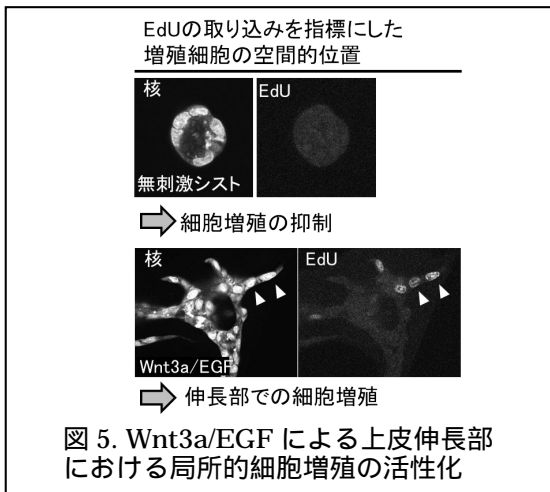 EdUの取り込みを指標にした
増殖細胞の空間的位置
核
EdU
無刺激シスト
細胞増殖の抑制
核
EdU
Wnt3a/EGF
伸長部での細胞増殖
図 5. Wnt3a/EGF による上皮伸長部
における局所的細胞増殖の活性化